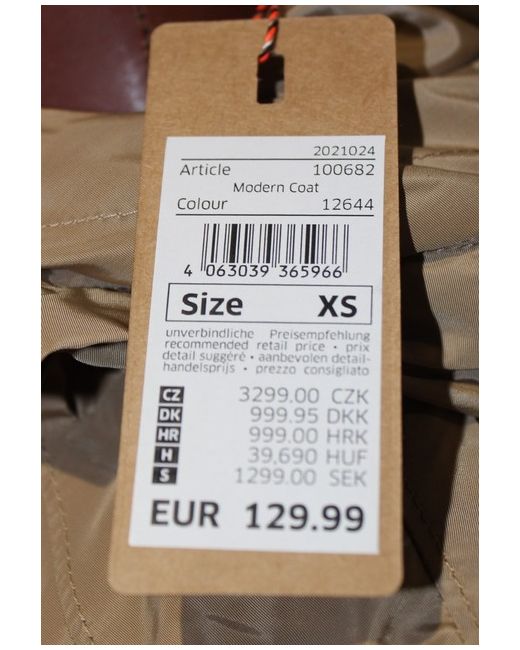 2021024
Article 100682
Modern Coat
Colour 12644
4 063039 365966
Size XS
unverbindliche Preisempfehlung
recommended retail price • prix
detail suggéré • aanbevolen detail-
handelsprijs • prezzo consigliato
CZ 3299.00 CZK
DK 999.95 DKK
HR 999.00 HRK
H 39,690 HUF
S 1299.00 SEK
EUR 129.99